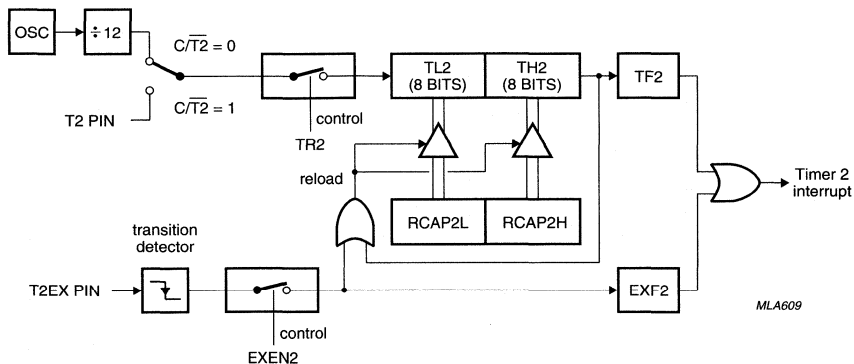 OSC
÷12
C/T2 = 0
C/T2 = 1
T2 PIN
control
TR2
TL2
(8 BITS)
TH2
(8 BITS)
TF2
reload
RCAP2L
RCAP2H
Timer 2
interrupt
transition
detector
T2EX PIN
control
EXEN2
EXF2
MLA609